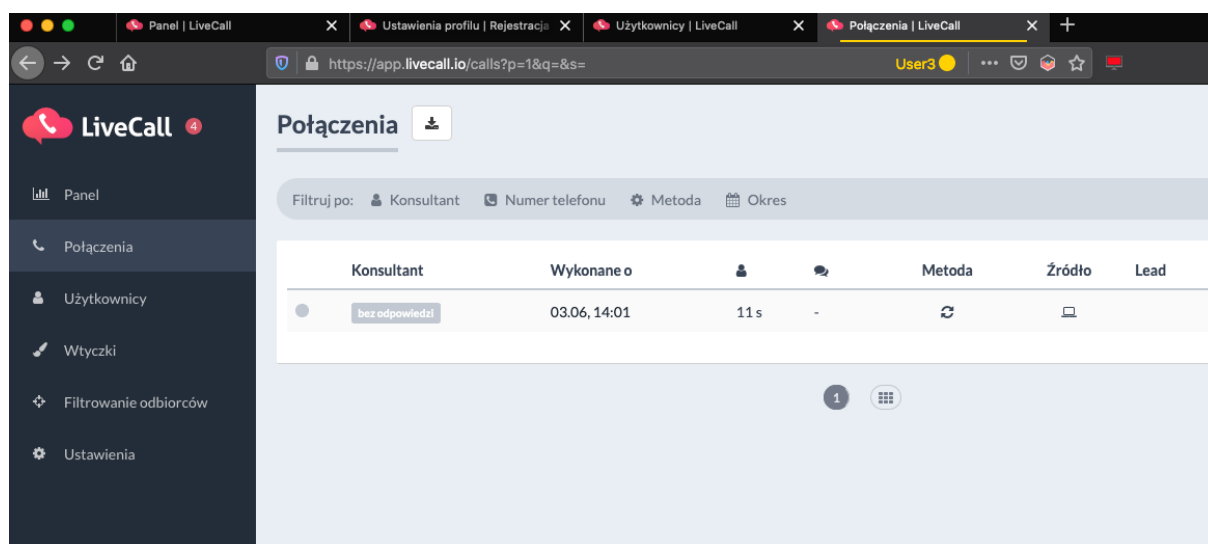 Panel | LiveCall
Ustawienia profilu | Rejestracja
Użytkownicy | LiveCall
Połączenia | LiveCall
https://app.livecall.io/calls?p=1&q=&s=
User3
LiveCall 4
Panel
Połączenia
Użytkownicy
Wtyczki
Filtrowanie odbiorców
Ustawienia
Połączenia
Filtruj po: Konsultant Numer telefonu Metoda Okres
Konsultant Wykonane o Metoda Źródło Lead
bez odpowiedzi 03.06, 14:01 11 s -
1